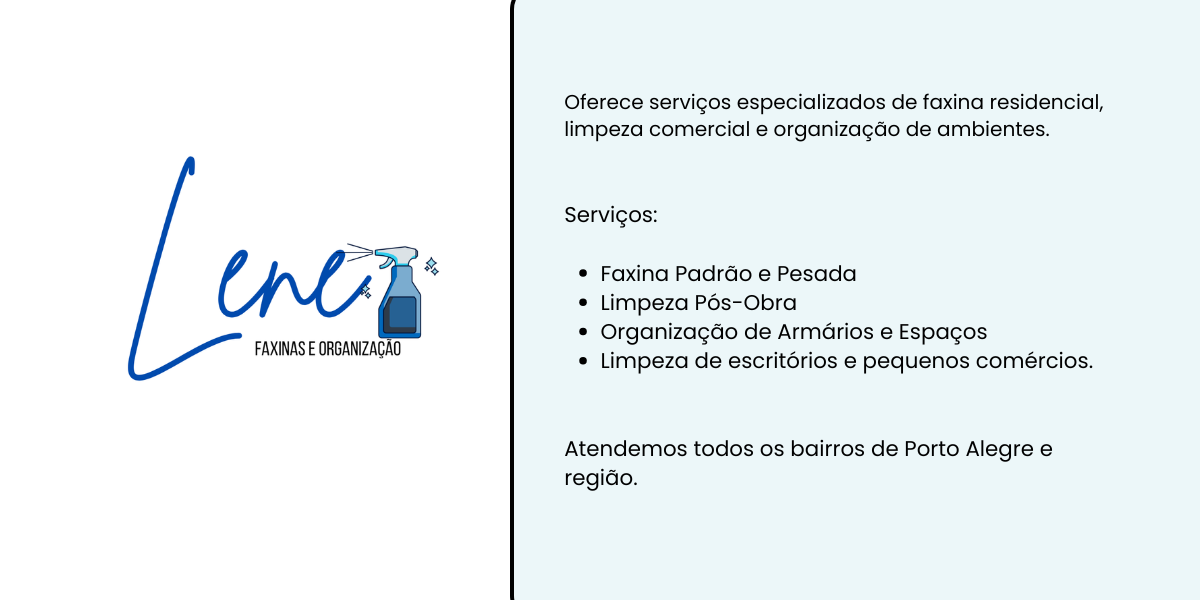 Lene
FAXINAS E ORGANIZAÇÃO
Oferece serviços especializados de faxina residencial,
limpeza comercial e organização de ambientes.
Serviços:
• Faxina Padrão e Pesada
• Limpeza Pós-Obra
• Organização de Armários e Espaços
• Limpeza de escritórios e pequenos comércios.
Atendemos todos os bairros de Porto Alegre e
região.